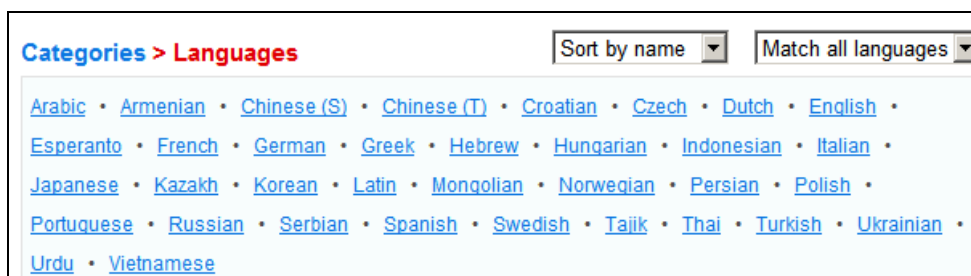 Categories > Languages Sort by name Match all languages
Arabic • Armenian • Chinese (S) • Chinese (T) • Croatian • Czech • Dutch • English •
Esperanto • French • German • Greek • Hebrew • Hungarian • Indonesian • Italian •
Japanese • Kazakh • Korean • Latin • Mongolian • Norwegian • Persian • Polish •
Portuguese • Russian • Serbian • Spanish • Swedish • Tajik • Thai • Turkish • Ukrainian •
Urdu • Vietnamese